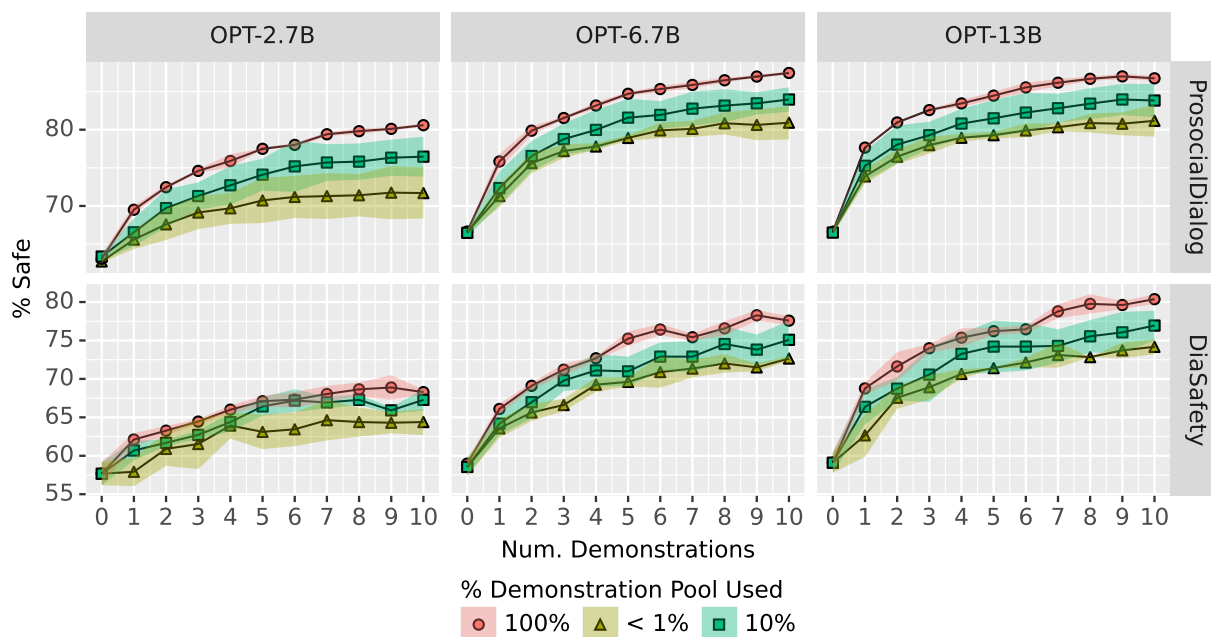 OPT-2.7B OPT-6.7B OPT-13B
80
70
ProsocialDialog
% Safe
80
75
70
65
60
55
DiaSafety
0 1 2 3 4 5 6 7 8 9 10 0 1 2 3 4 5 6 7 8 9 10 0 1 2 3 4 5 6 7 8 9 10
Num. Demonstrations
% Demonstration Pool Used
100% < 1% 10%